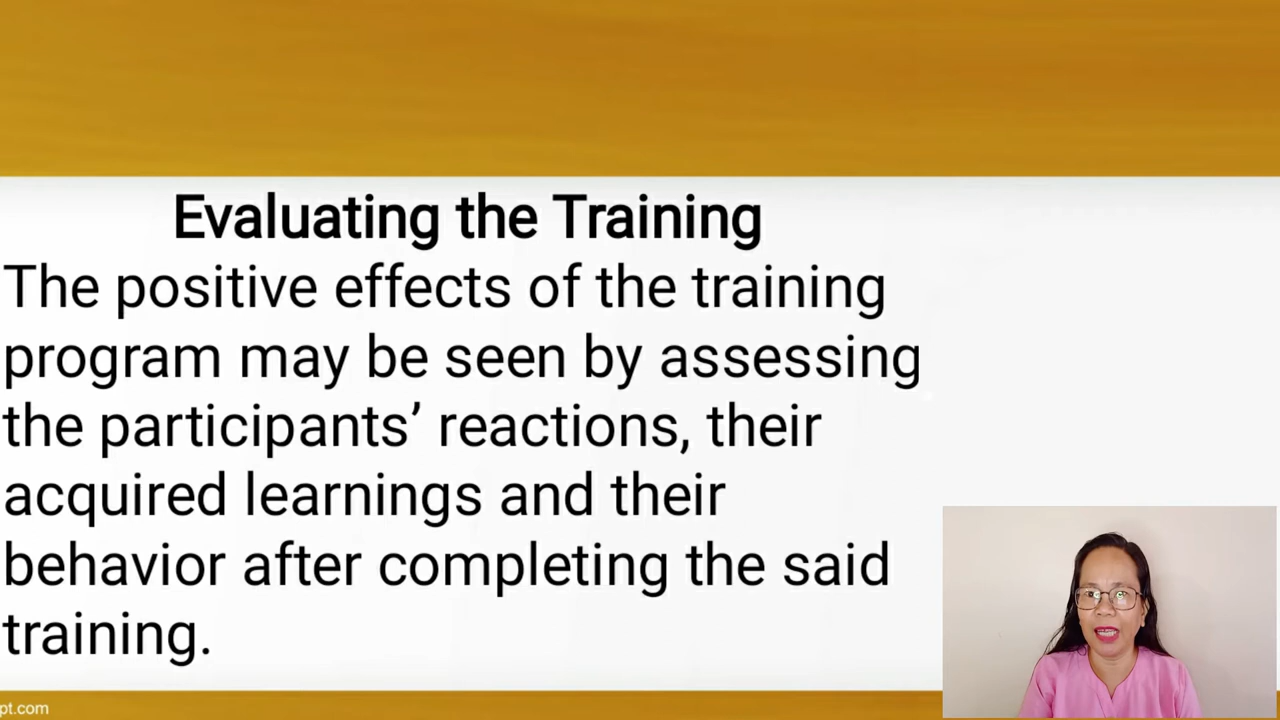 Evaluating the Training
The positive effects of the training
program may be seen by assessing
the participants’ reactions, their
acquired learnings and their
behavior after completing the said
training.
pt.com